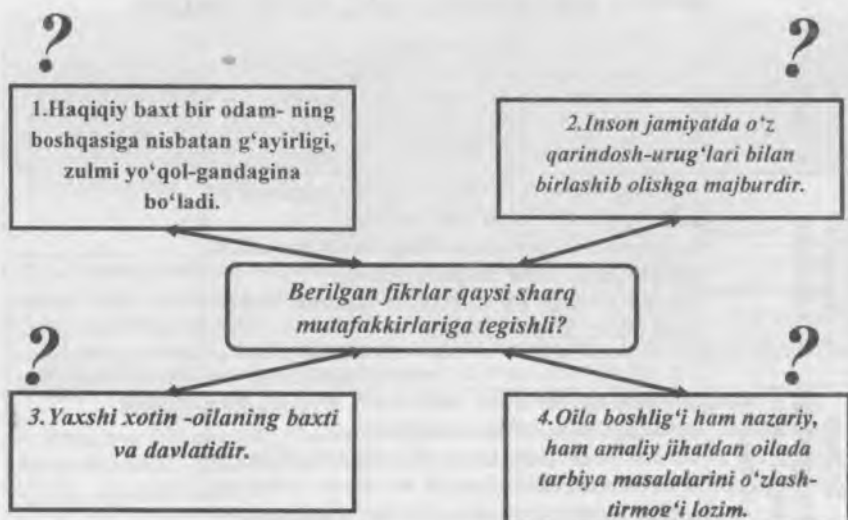 ?
?
1.Haqiqiy baxt bir odam- ning
boshqasiga nisbatan g‘ayirligi,
zulmi yo‘qol-gandagina
bo‘ladi.
2.Inson jamiyatda o‘z
qarindosh-urug‘lari bilan
birlashib olishga majburdir.
Berilgan fikrlar qaysi sharq
mutafakkirlariga tegishli?
?
?
3.Yaxshi xotin -oilaning baxti
va davlatidir.
4.Oila boshlig‘i ham nazariy,
ham amaliy jihatdan oilada
tarbiya masalalarini o‘zlash-
tirmog‘i lozim.